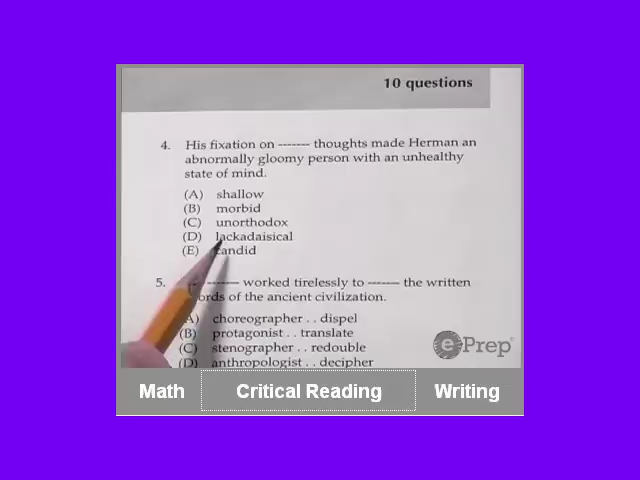 10 questions
4. His fixation on ------- thoughts made Herman an
abnormally gloomy person with an unhealthy
state of mind.
(A) shallow
(B) morbid
(C) unorthodox
(D) lackadaisical
(E) candid
5. ------- worked tirelessly to ------- the written
of the ancient civilization.
(A) choreographer . . dispel
(B) protagonist . . translate
(C) stenographer . . redouble
(D) anthropologist . . decipher
ePrep
Math Critical Reading Writing